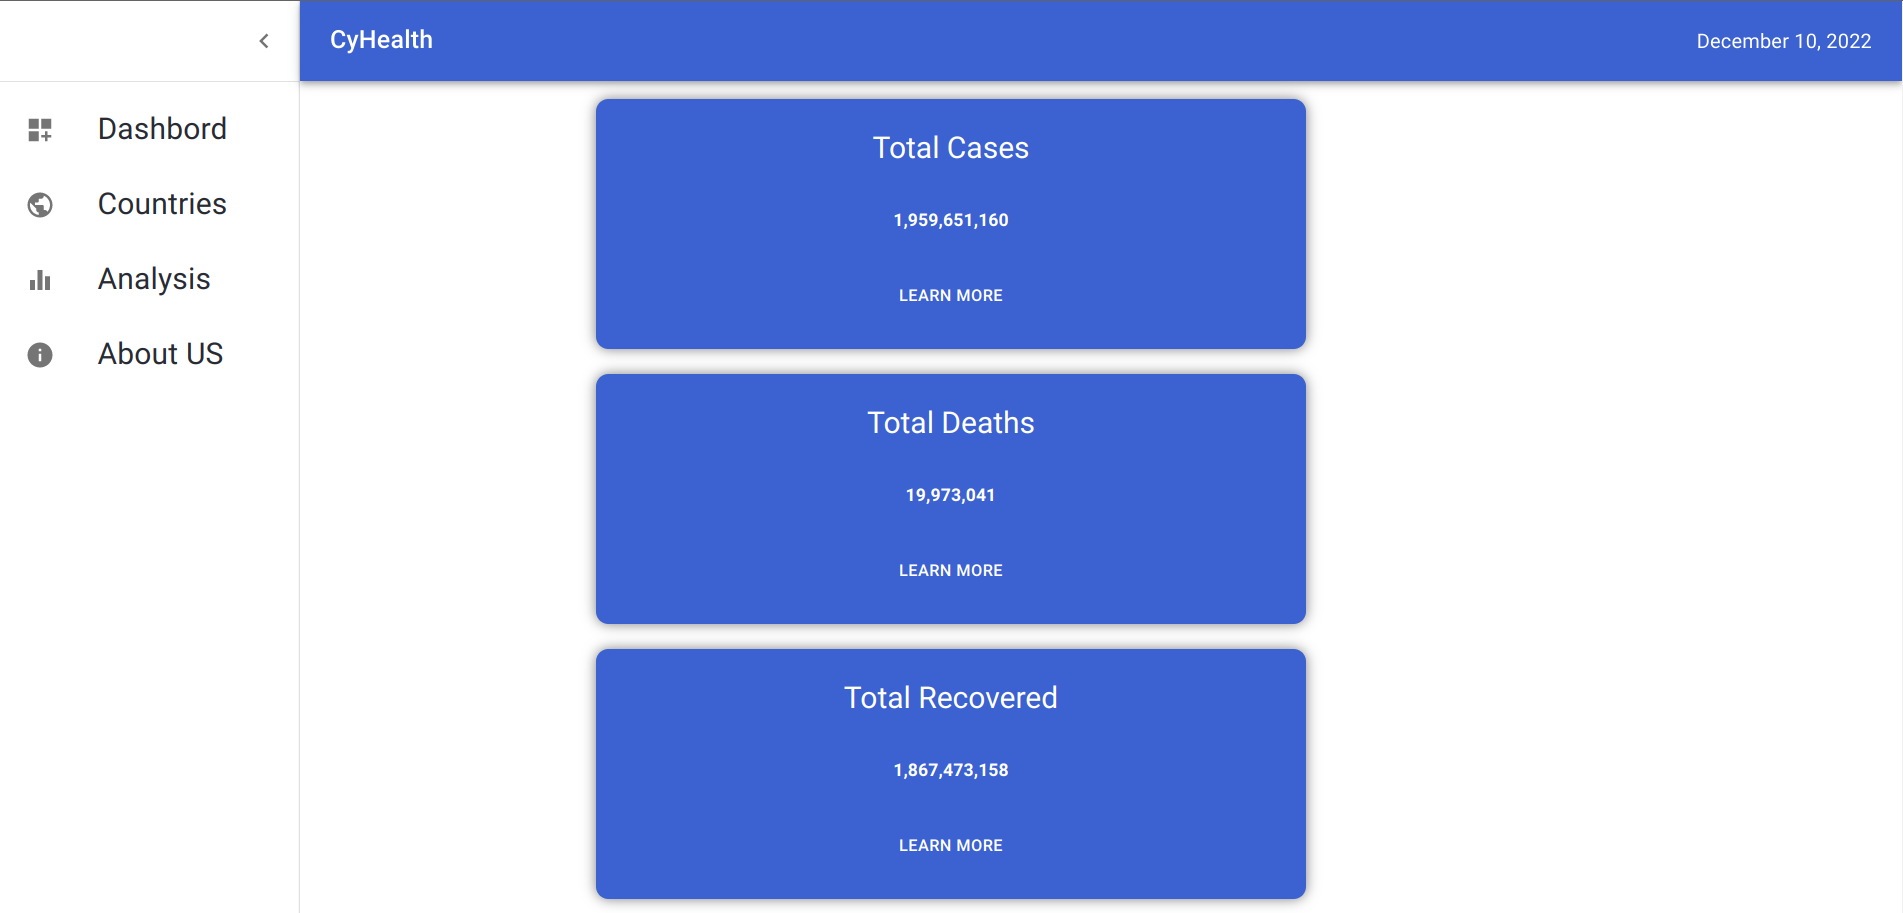 CyHealth
December 10, 2022
Dashbord
Countries
Analysis
About US
Total Cases
1,959,651,160
LEARN MORE
Total Deaths
19,973,041
LEARN MORE
Total Recovered
1,867,473,158
LEARN MORE